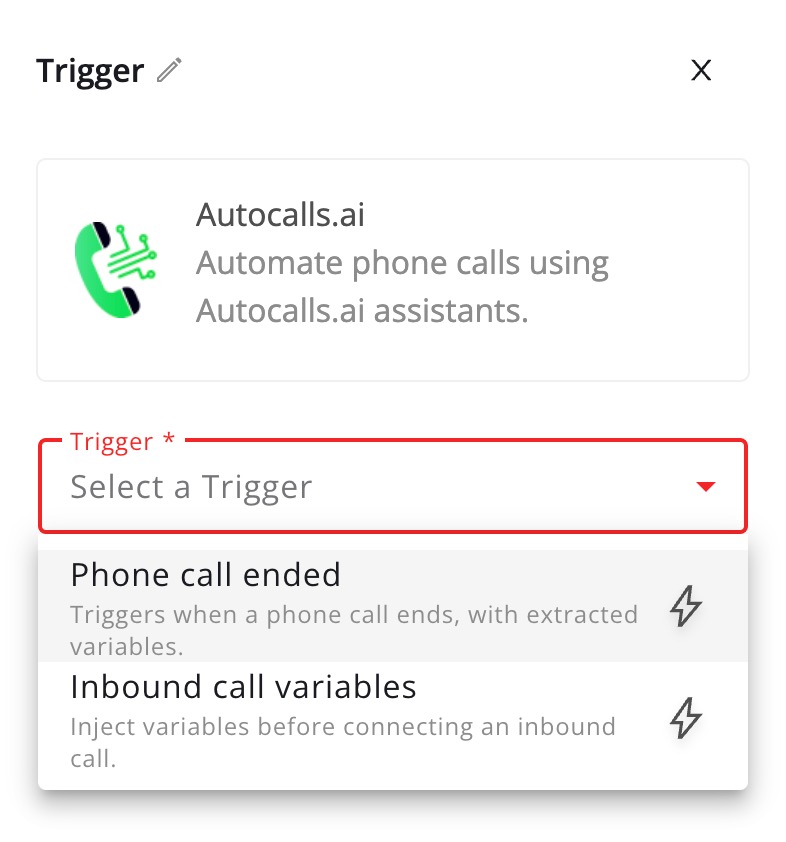 Trigger
X
Autocalls.ai
Automate phone calls using
Autocalls.ai assistants.
Trigger *
Select a Trigger
Phone call ended
Triggers when a phone call ends, with extracted
variables.
Inbound call variables
Inject variables before connecting an inbound
call.